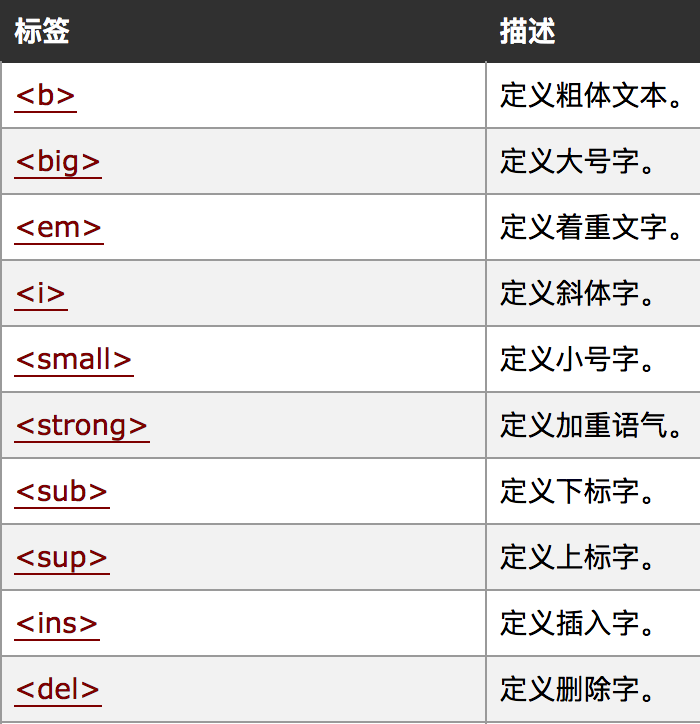 标签 描述
<b> 定义粗体文本。
<big> 定义大号字。
<em> 定义着重文字。
<i> 定义斜体字。
<small> 定义小号字。
<strong> 定义加重语气。
<sub> 定义下标字。
<sup> 定义上标字。
<ins> 定义插入字。
<del> 定义删除字。